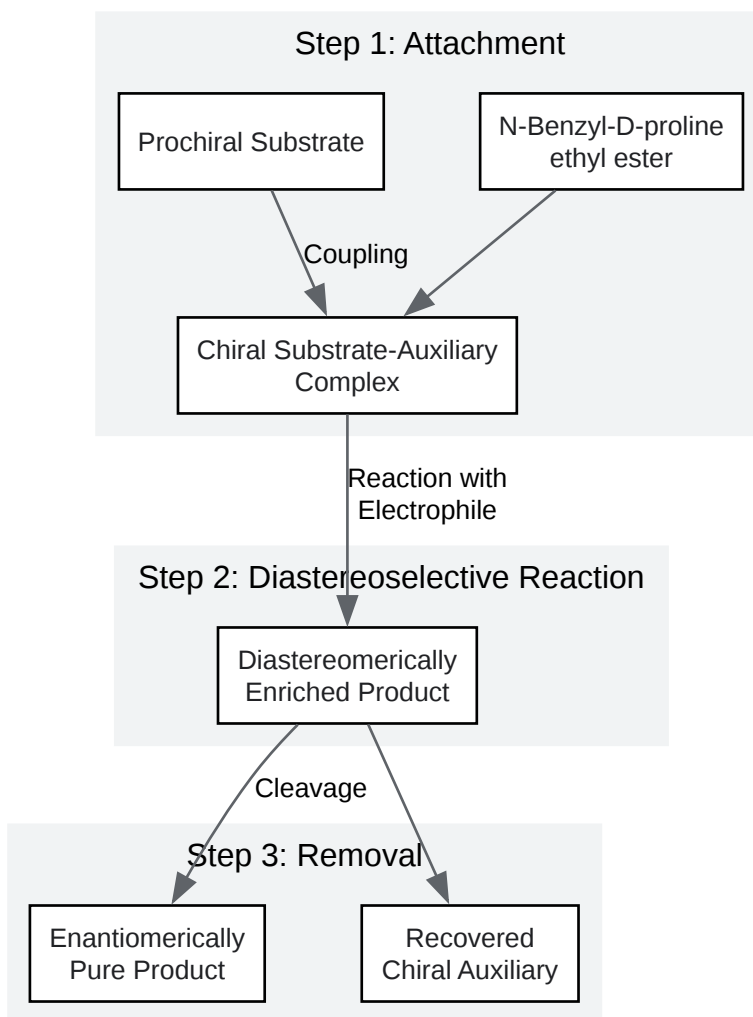 Step 1: Attachment
Prochiral Substrate
N-Benzyl-D-proline
ethyl ester
Coupling
Chiral Substrate-Auxiliary
Complex
Reaction with
Electrophile
Step 2: Diastereoselective Reaction
Diastereomerically
Enriched Product
Cleavage
Step 3: Removal
Enantiomerically
Pure Product
Recovered
Chiral Auxiliary